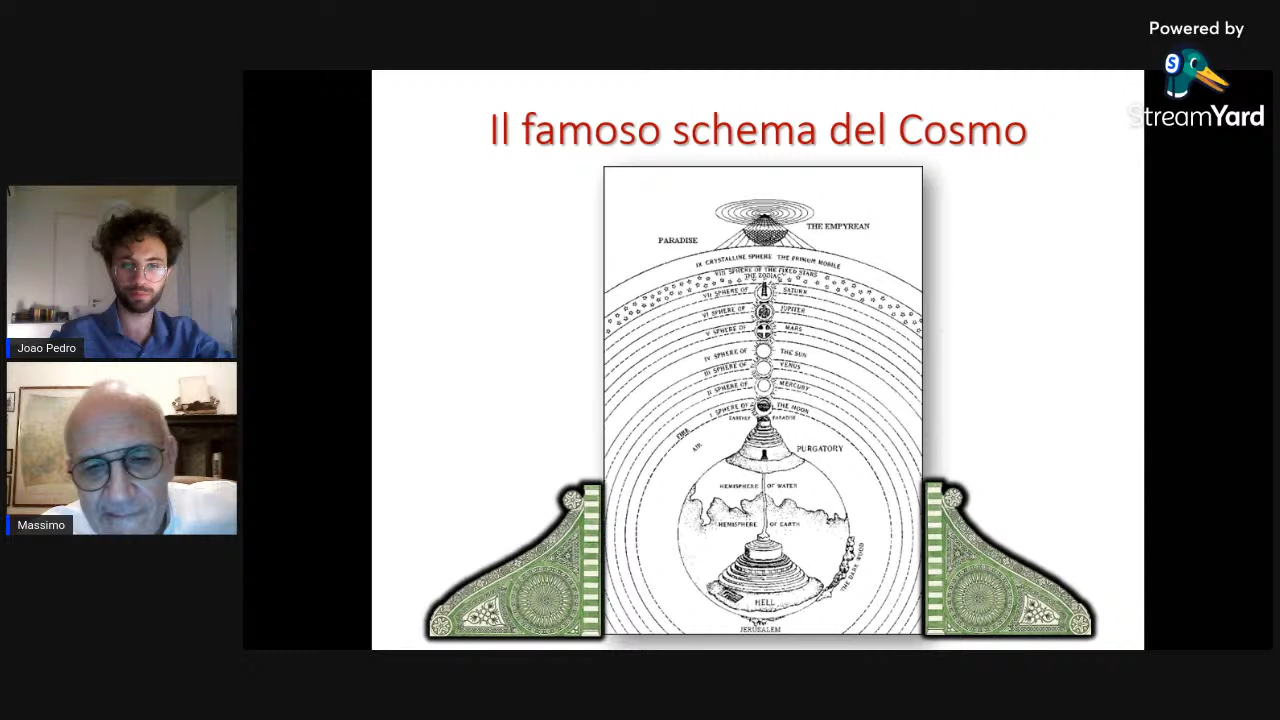 Powered by
S
StreamYard
Il famoso schema del Cosmo
PARADISE
THE EMPYREAN
IX CRYSTALLINE SPHERE THE PRIMUM MOBILE
VIII SPHERE OF THE FIXED STARS
THE ZODIAC
VII SPHERE OF SATURN
VI SPHERE OF JUPITER
V SPHERE OF MARS
IV SPHERE OF THE SUN
III SPHERE OF VENUS
II SPHERE OF MERCURY
I SPHERE OF THE MOON
EARTHLY PARADISE
FIRE
AIR
PURGATORY
HEMISPHERE OF WATER
HEMISPHERE OF EARTH
THE DARK WOOD
HELL
JERUSALEM
Joao Pedro
Massimo